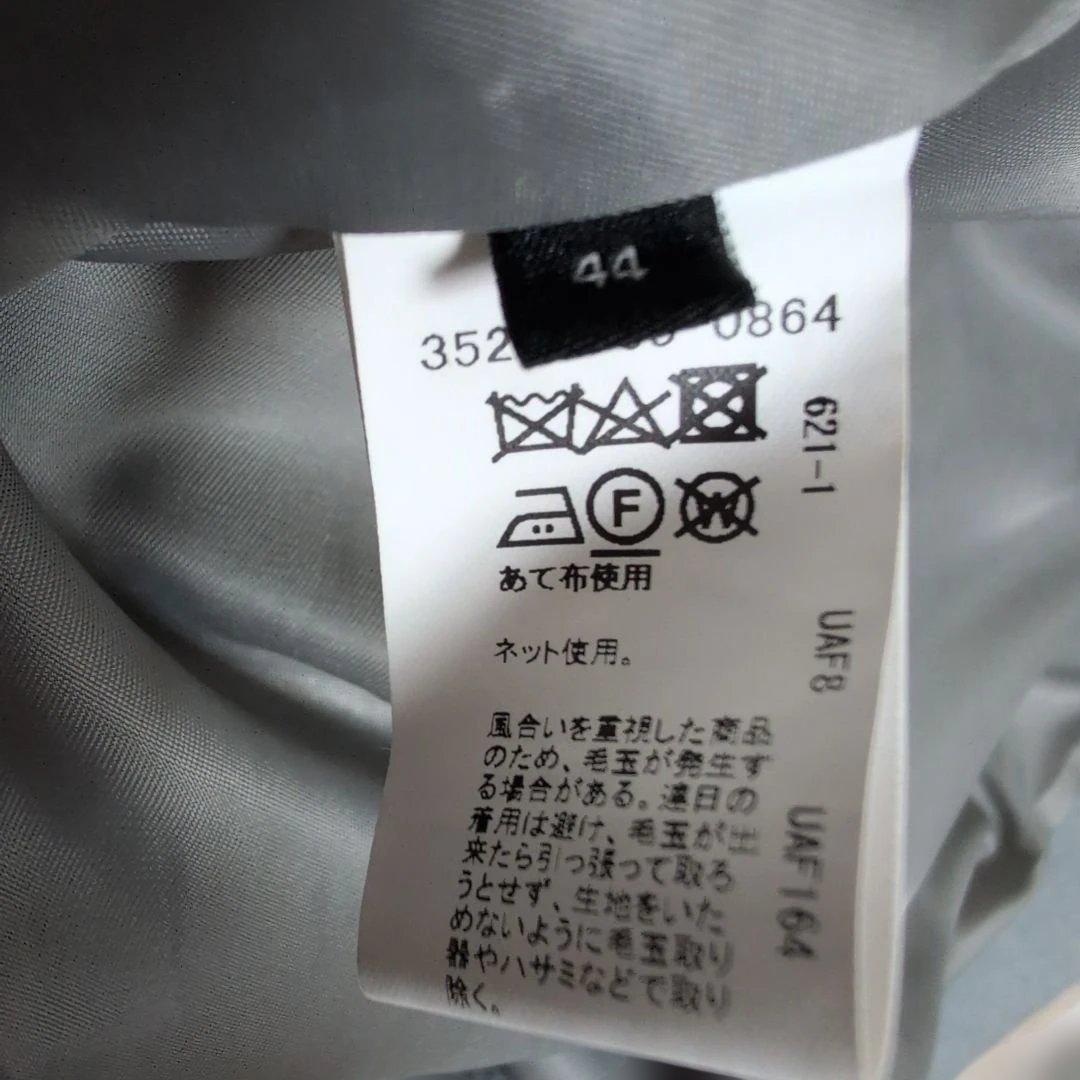 44
352 0864
621-1
F
W
あて布使用
ネット使用。
UAF8
風合いを重視した商品
のため、毛玉が発生ず
る場合がある。連日の
着用は避け、毛玉が出
来たら引っ張って取ろ
うとせず、生地をいた
めないように毛玉取り
器やハサミなどで取り
除く。
UAF164